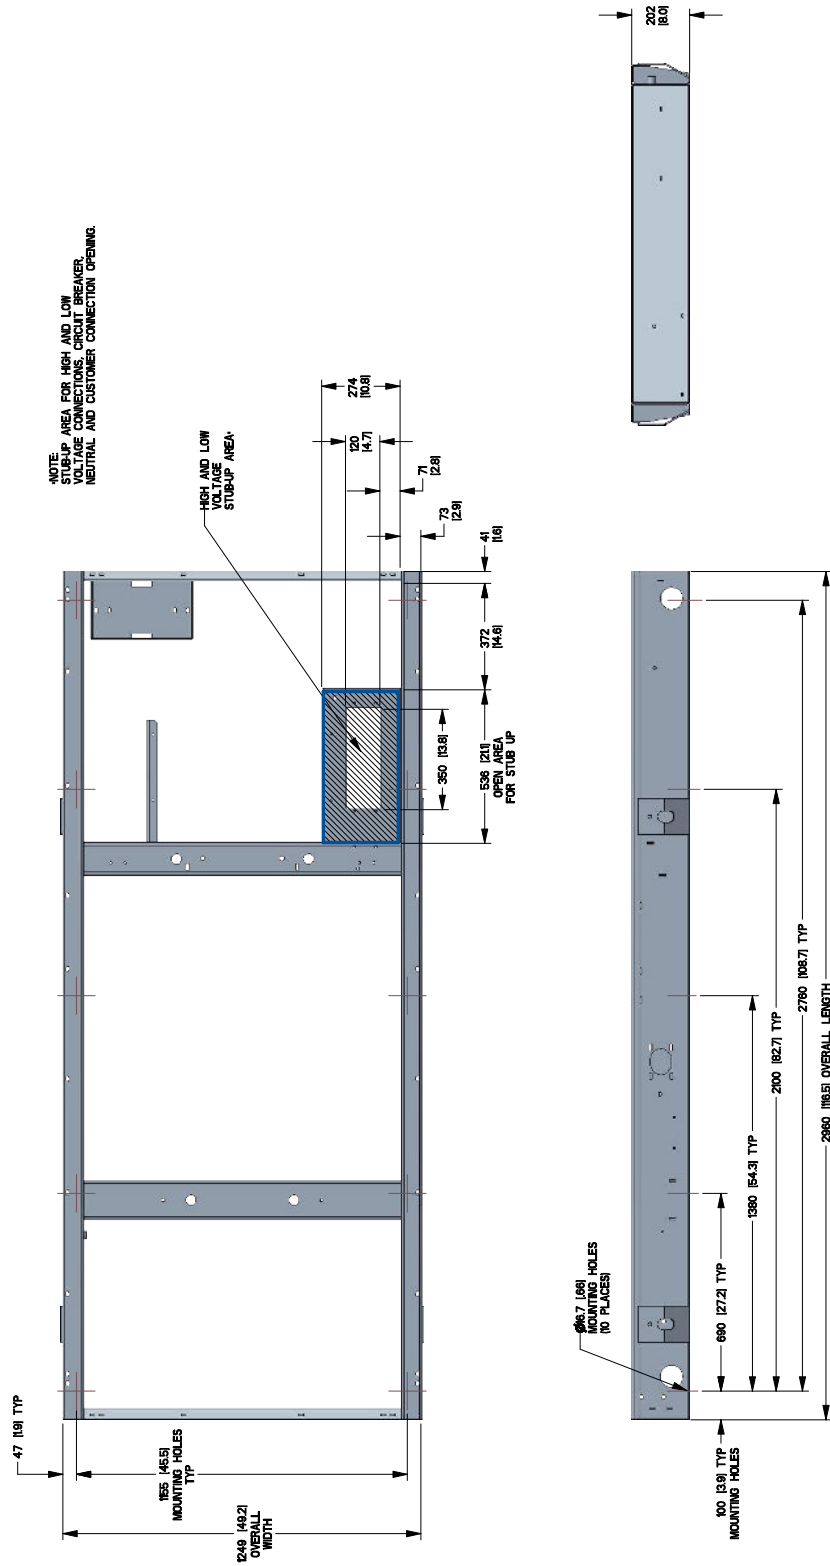 *NOTE:
STUB-UP AREA FOR HIGH AND LOW
VOLTAGE CONNECTIONS, CIRCUIT BREAKER,
NEUTRAL AND CUSTOMER CONNECTION OPENING.
HIGH AND LOW
VOLTAGE
STUB-UP AREA*
202
[8.0]
274
[10.8]
120
[4.7]
71
[2.8]
73
[2.9]
41
[1.6]
372
[14.6]
350 [13.8]
536 [21.1]
OPEN AREA
FOR STUB UP
47 [1.9] TYP
1155 [45.5]
MOUNTING HOLES
TYP
1249 [49.2]
OVERALL
WIDTH
Ø16.7 [.66]
MOUNTING HOLES
(10 PLACES)
100 [3.9] TYP
MOUNTING HOLES
690 [27.2] TYP
1380 [54.3] TYP
2100 [82.7] TYP
2760 [108.7] TYP
2960 [116.5] OVERALL LENGTH